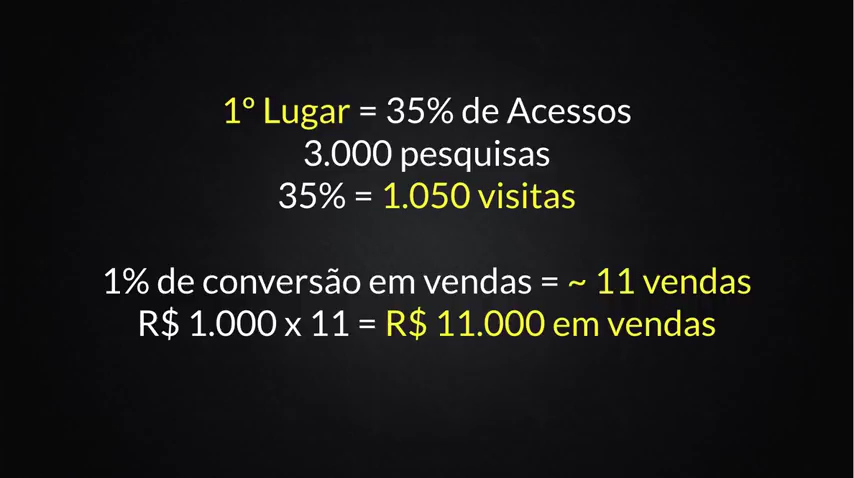 1º Lugar = 35% de Acessos
3.000 pesquisas
35% = 1.050 visitas
1% de conversão em vendas = ~ 11 vendas
R$ 1.000 x 11 = R$ 11.000 em vendas